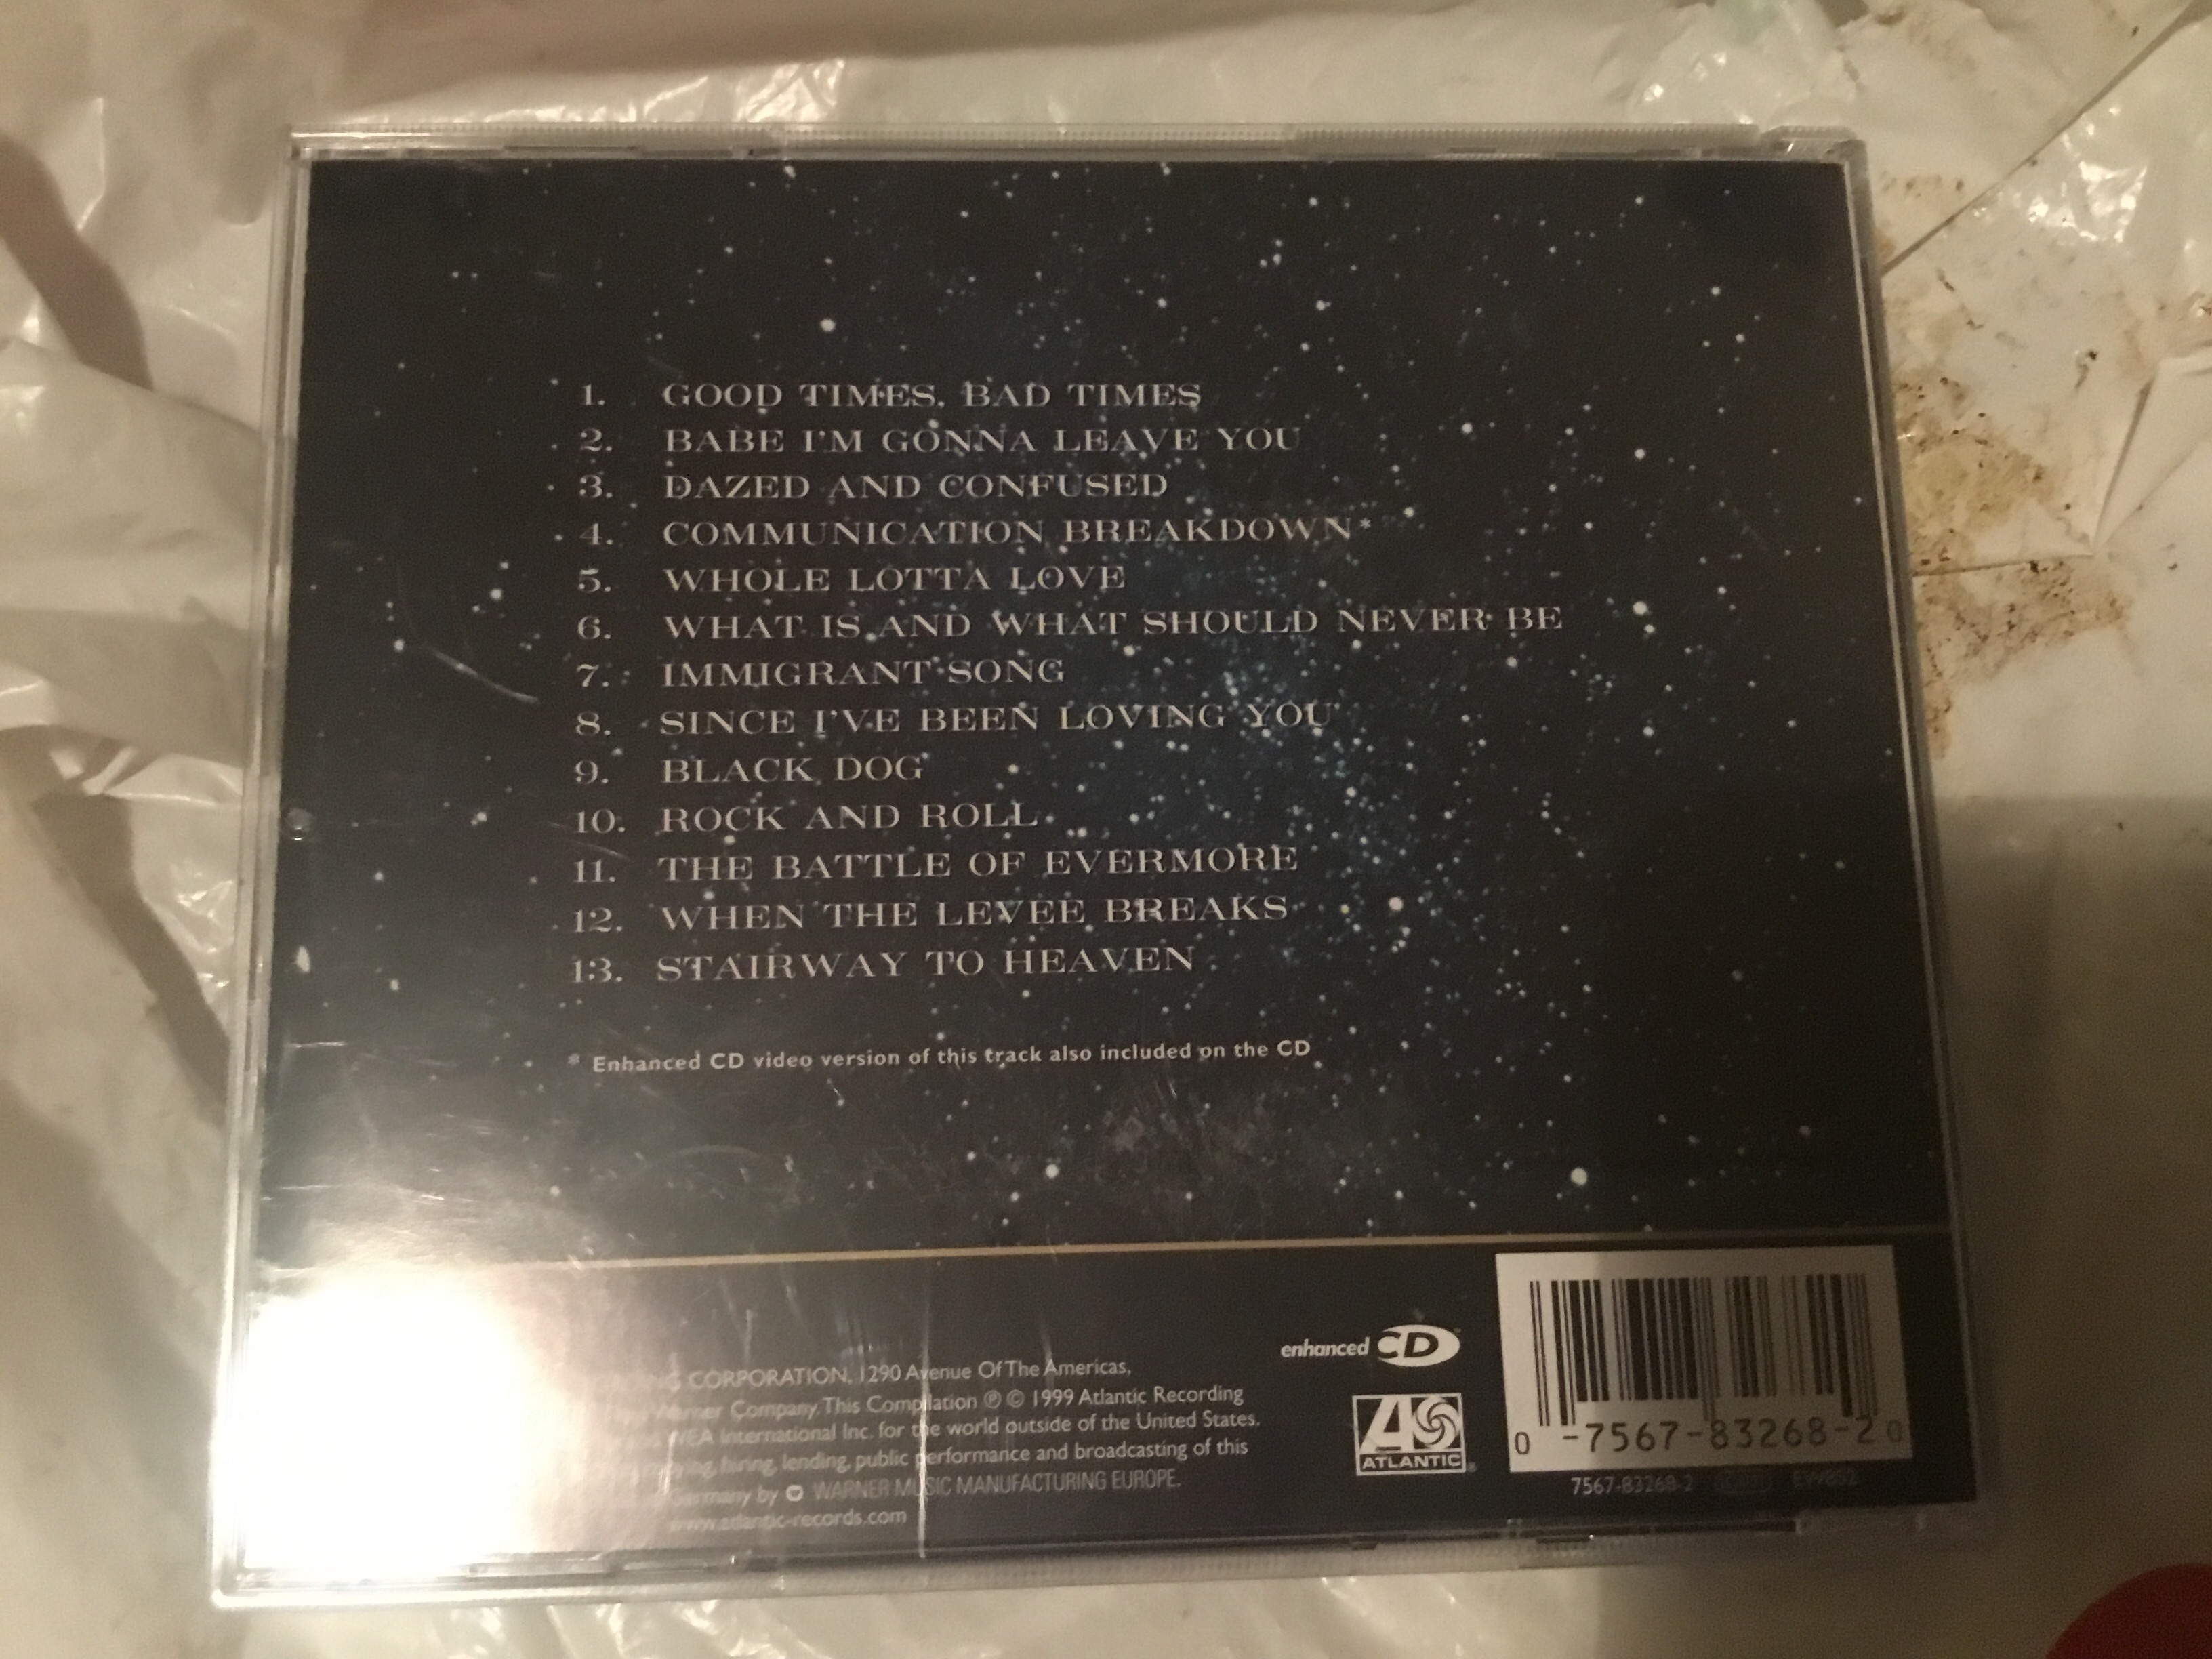 1. GOOD TIMES, BAD TIMES
2. BABE I'M GONNA LEAVE YOU
3. DAZED AND CONFUSED
4. COMMUNICATION BREAKDOWN*
5. WHOLE LOTTA LOVE
6. WHAT IS AND WHAT SHOULD NEVER BE
7. IMMIGRANT SONG
8. SINCE I'VE BEEN LOVING YOU
9. BLACK DOG
10. ROCK AND ROLL
11. THE BATTLE OF EVERMORE
12. WHEN THE LEVEE BREAKS
13. STAIRWAY TO HEAVEN
* Enhanced CD video version of this track also included on the CD
CORPORATION, 1290 Avenue Of The Americas,
Warner Company. This Compilation ℗ © 1999 Atlantic Recording
WEA International Inc. for the world outside of the United States.
hiring, lending, public performance and broadcasting of this
Germany by WARNER MUSIC MANUFACTURING EUROPE.
www.atlantic-records.com
enhanced CD
ATLANTIC
0 -7567-83268-2 0
7567-83268-2 EW852